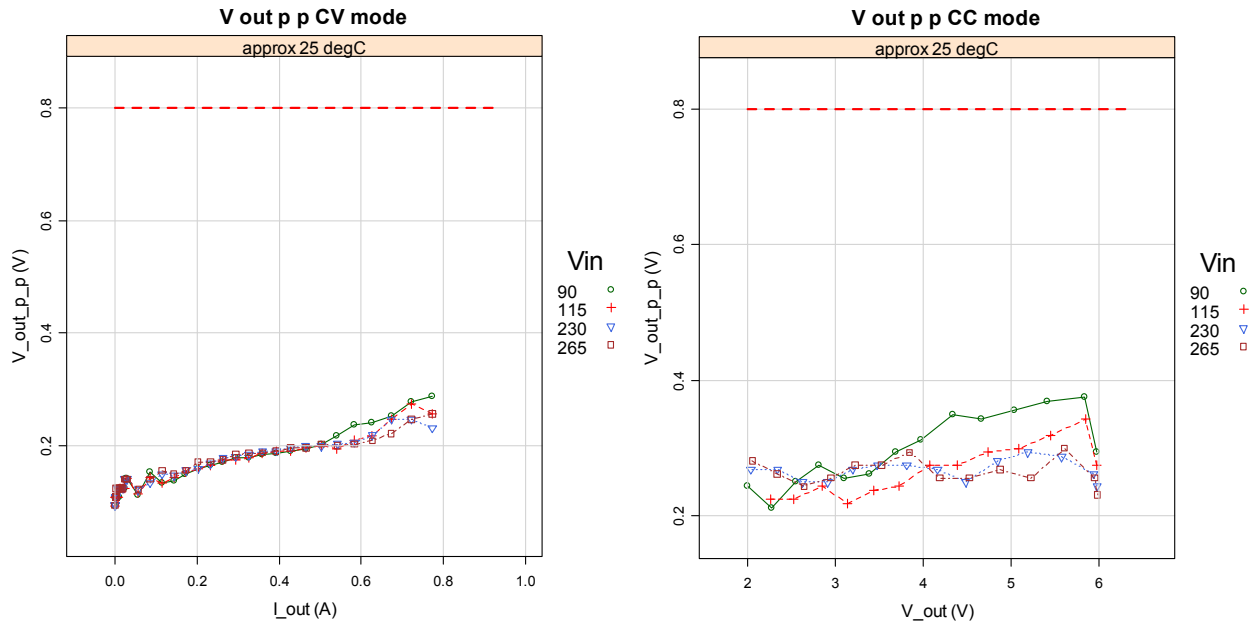 V out p p CV mode
approx 25 degC
V_out_p_p (V)
0.8
0.6
0.4
0.2
0.0 0.2 0.4 0.6 0.8 1.0
I_out (A)
Vin
90
115
230
265
V out p p CC mode
approx 25 degC
V_out_p_p (V)
0.8
0.6
0.4
0.2
2 3 4 5 6
V_out (V)
Vin
90
115
230
265